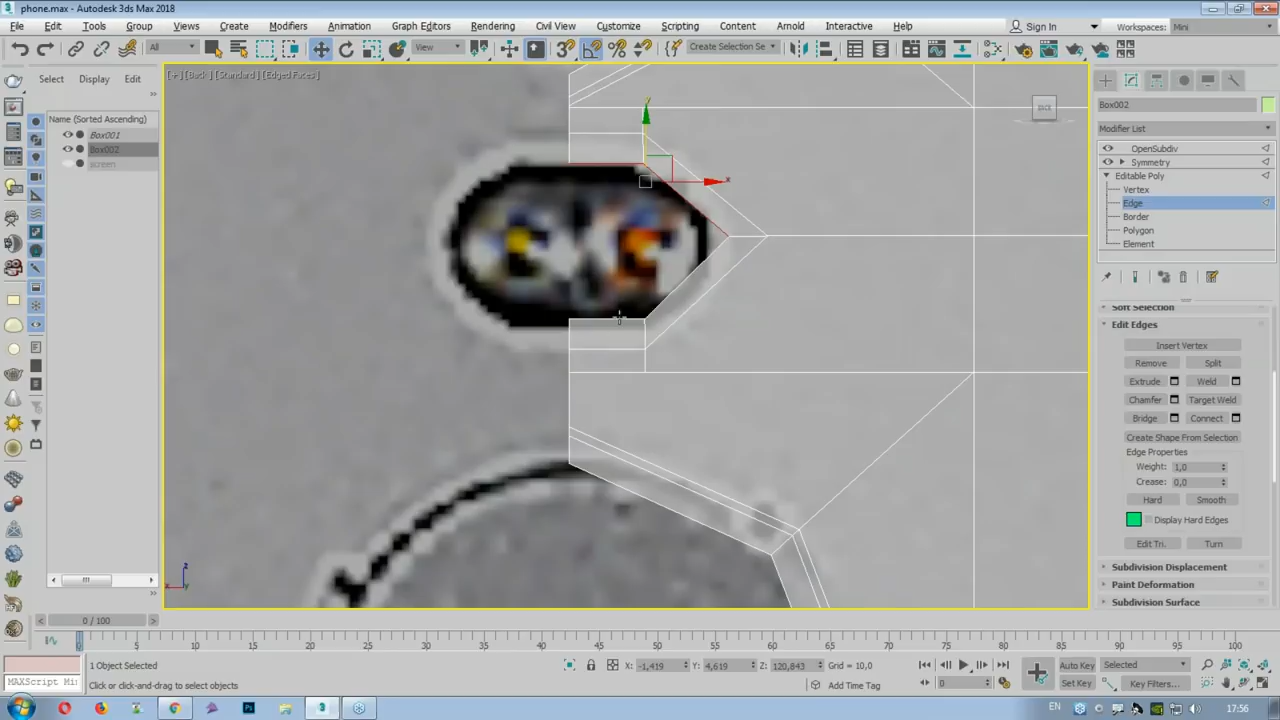 phone.max - Autodesk 3ds Max 2018
File Edit Tools Group Views Create Modifiers Animation Graph Editors Rendering Civil View Customize Scripting Content Arnold Interactive Help Sign In Workspaces: Mini
All View Create Selection Se
Select Display Edit
Name (Sorted Ascending)
Box001
Box002
screen
[+] [Back] [Standard] [Edged Faces]
BACK
y
x
z
x
Box002
Modifier List
OpenSubdiv
Symmetry
Editable Poly
Vertex
Edge
Border
Polygon
Element
Soft Selection
Edit Edges
Insert Vertex
Remove Split
Extrude Weld
Chamfer Target Weld
Bridge Connect
Create Shape From Selection
Edge Properties
Weight: 1,0
Crease: 0,0
Hard Smooth
Display Hard Edges
Edit Tri. Turn
Subdivision Displacement
Paint Deformation
Subdivision Surface
0 / 100
0 5 10 15 20 25 30 35 40 45 50 55 60 65 70 75 80 85 90 95 100
1 Object Selected X: -1,419 Y: 4,619 Z: 120,843 Grid = 10,0 Auto Key Selected
MAXScript Mi Click or click-and-drag to select objects Add Time Tag 0 Set Key Key Filters...
EN 17:56